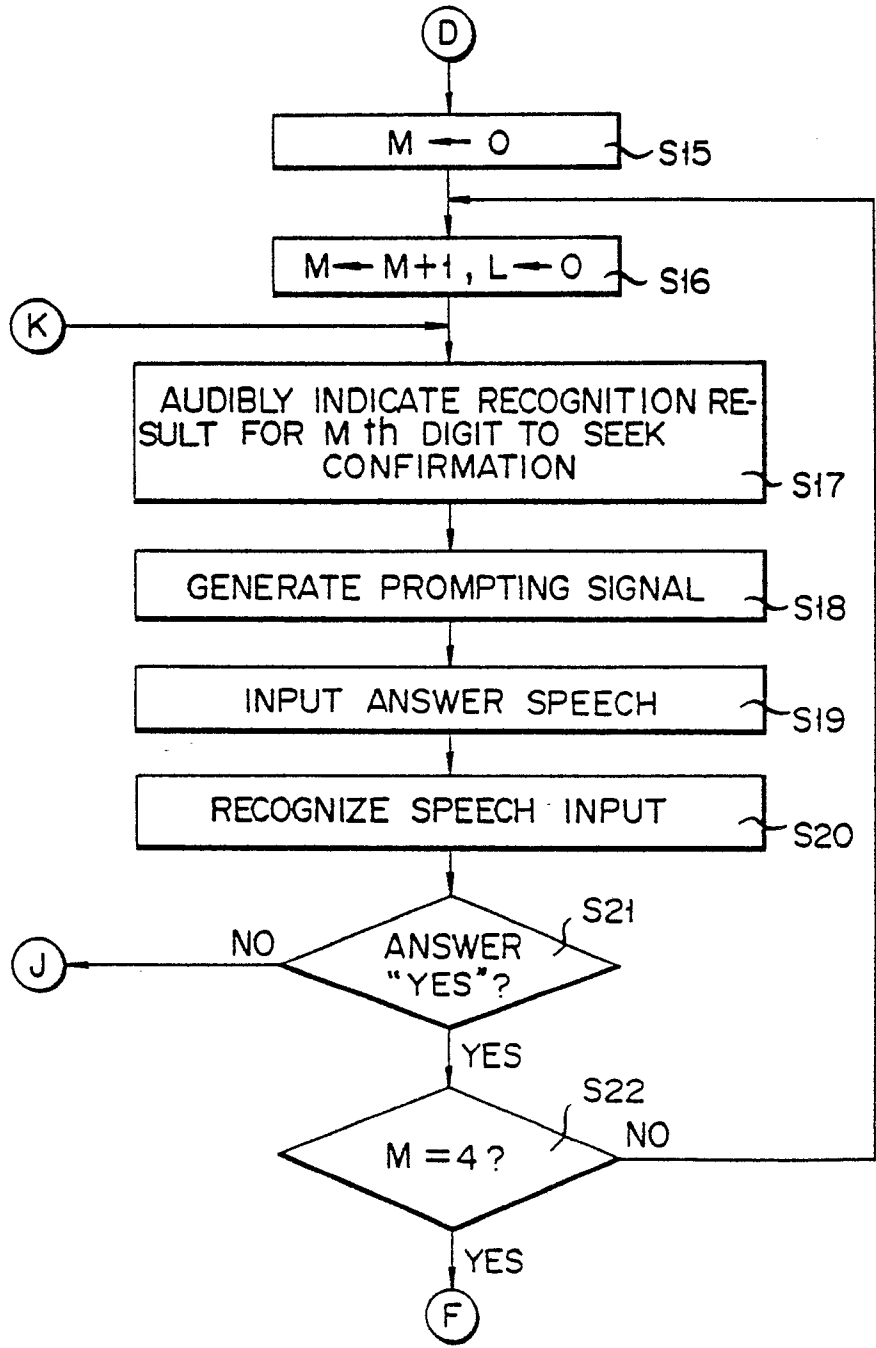 D
M ← 0
S15
M ← M+1, L ← 0
S16
K
AUDIBLY INDICATE RECOGNITION RE-
SULT FOR Mth DIGIT TO SEEK
CONFIRMATION
S17
GENERATE PROMPTING SIGNAL
S18
INPUT ANSWER SPEECH
S19
RECOGNIZE SPEECH INPUT
S20
S21
J
NO
ANSWER
"YES"?
YES
S22
M = 4?
NO
YES
F